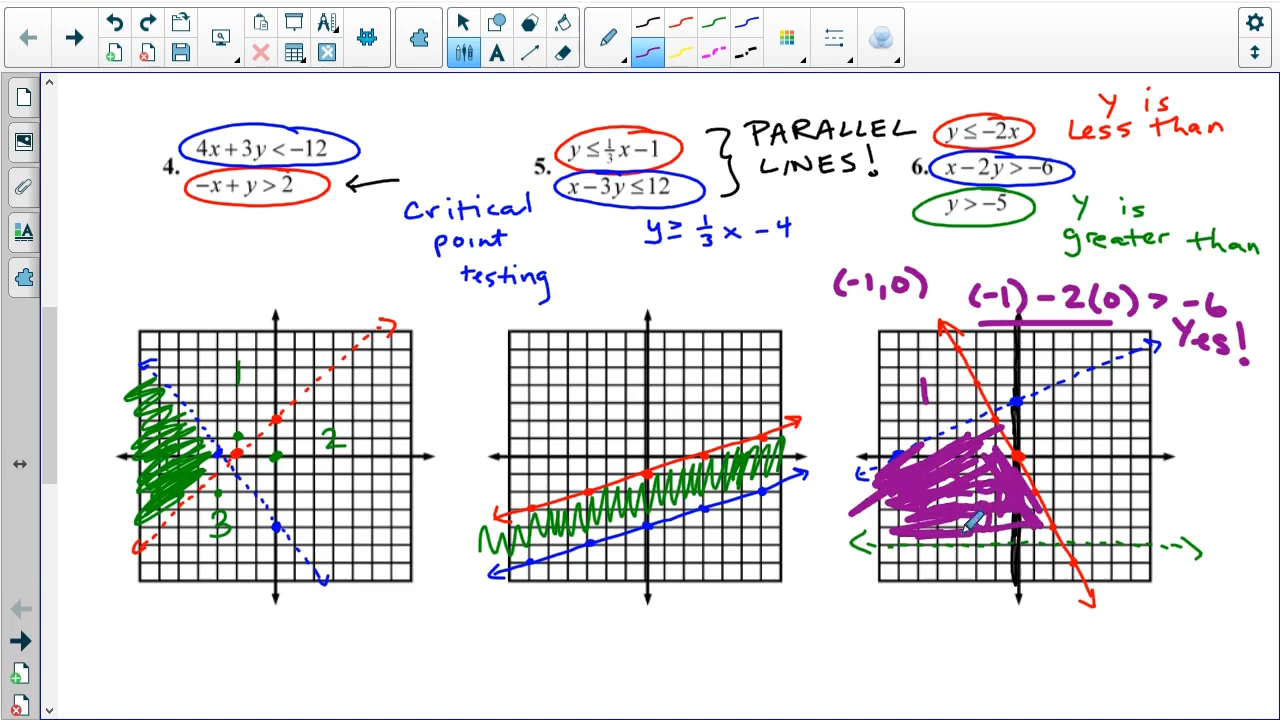 4.
4x + 3y < −12
−x + y > 2
Critical
point
testing
1
2
3
5.
y ≤ 1/3 x − 1
x − 3y ≤ 12
PARALLEL
LINES!
y ≥ 1/3 x − 4
6.
y ≤ −2x
x − 2y > −6
y > −5
Y is
Less than
Y is
greater than
(-1,0)
(-1) - 2(0) > -6
Yes!
1